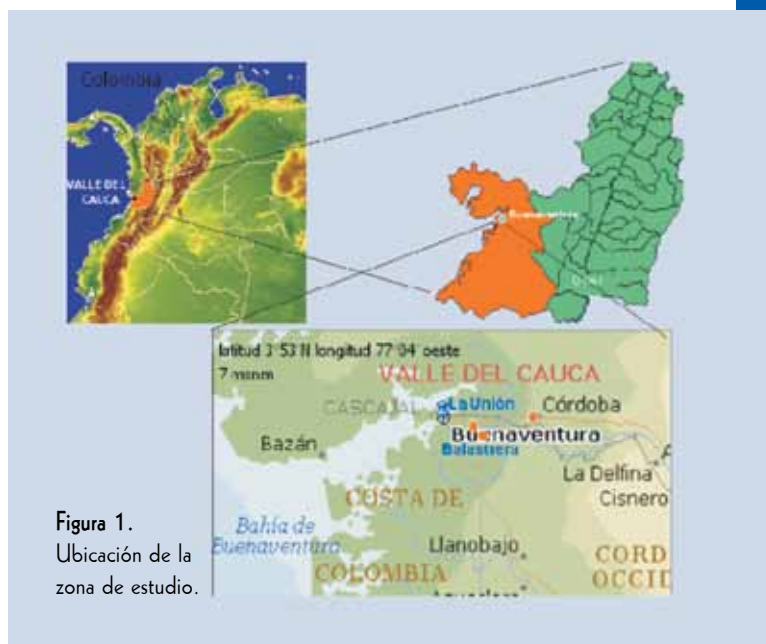 Colombia
VALLE DEL
CAUCA
Buenaventura
latitud 3 53 N longitud 77 04 oeste
7 msnm
VALLE DEL CAUCA
CASCAJAL
La Unión
Córdoba
Buenaventura
Bazán
Balastrera
La Delfina
Cisnero
COSTA DE
Bahía de
Buenaventura
Llanobajo
CORD
COLOMBIA
OCCID
Figura 1.
Ubicación de la
zona de estudio.